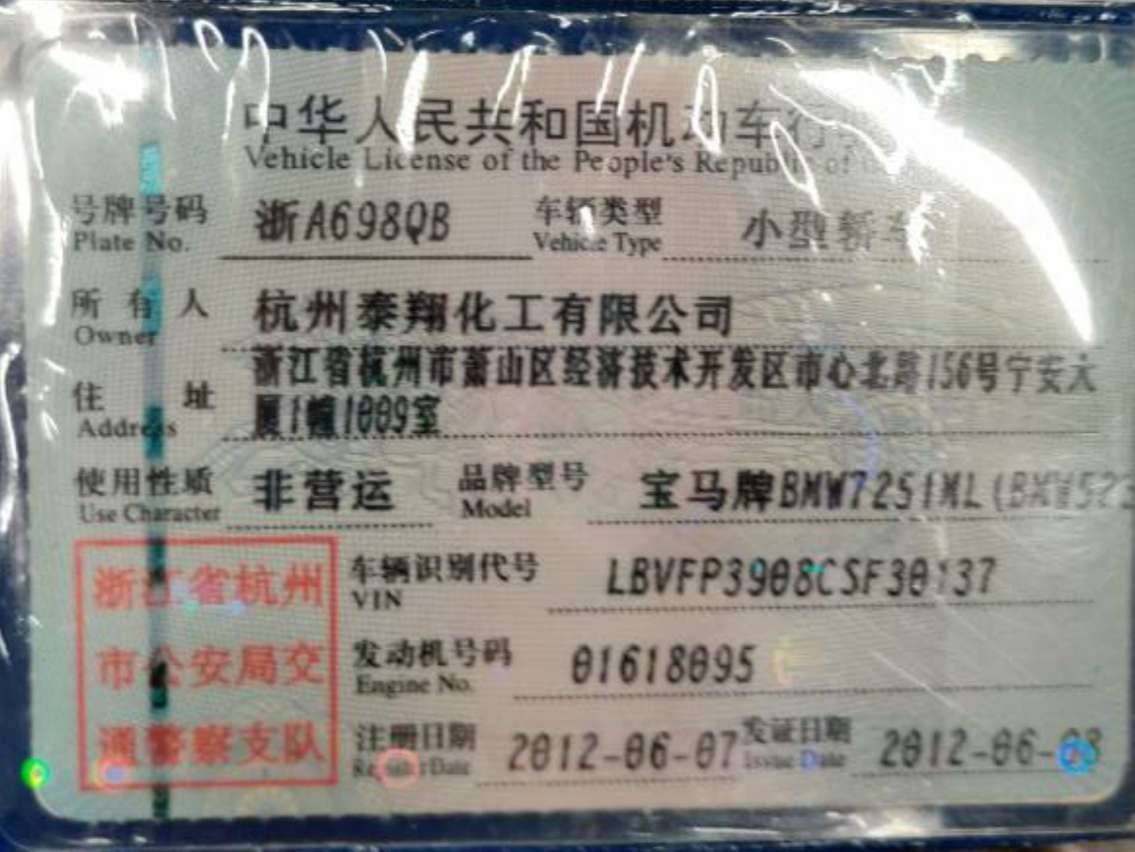 中华人民共和国机动车行
Vehicle License of the People's Republic of
号牌号码 浙A698QB 车辆类型 小型轿车
Plate No. Vehicle Type
所有人 杭州泰翔化工有限公司
Owner
浙江省杭州市萧山区经济技术开发区市心北路156号宁安大
住址 厦1幢1009室
Address
使用性质 非营运 品牌型号 宝马牌BMW7251ML(BMW523
Use Character Model
浙江省杭州 车辆识别代号 LBVFP3908CSF30137
VIN
市公安局交 发动机号码 01618095
Engine No.
通警察支队 注册日期 2012-06-07 发证日期 2012-06-08
Register Date Issue Date